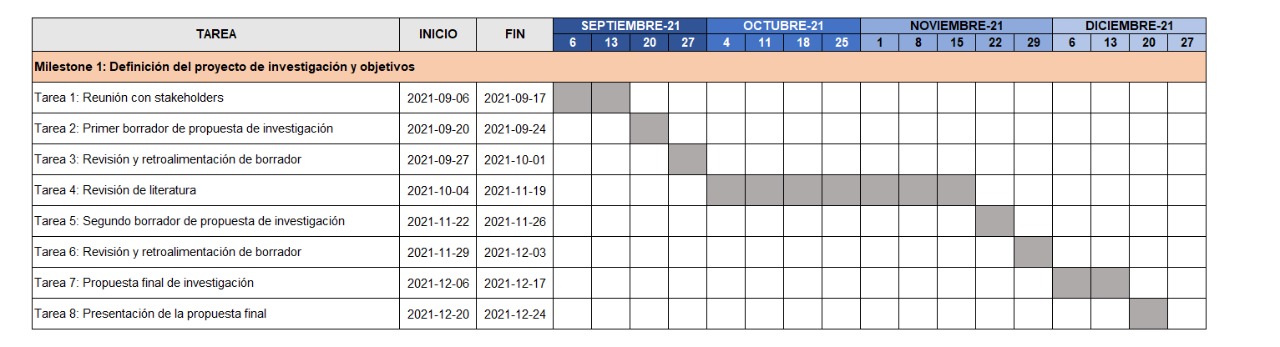 TAREA INICIO FIN SEPTIEMBRE-21 OCTUBRE-21 NOVIEMBRE-21 DICIEMBRE-21
6 13 20 27 4 11 18 25 1 8 15 22 29 6 13 20 27
Milestone 1: Definición del proyecto de investigación y objetivos
Tarea 1: Reunión con stakeholders 2021-09-06 2021-09-17
Tarea 2: Primer borrador de propuesta de investigación 2021-09-20 2021-09-24
Tarea 3: Revisión y retroalimentación de borrador 2021-09-27 2021-10-01
Tarea 4: Revisión de literatura 2021-10-04 2021-11-19
Tarea 5: Segundo borrador de propuesta de investigación 2021-11-22 2021-11-26
Tarea 6: Revisión y retroalimentación de borrador 2021-11-29 2021-12-03
Tarea 7: Propuesta final de investigación 2021-12-06 2021-12-17
Tarea 8: Presentación de la propuesta final 2021-12-20 2021-12-24